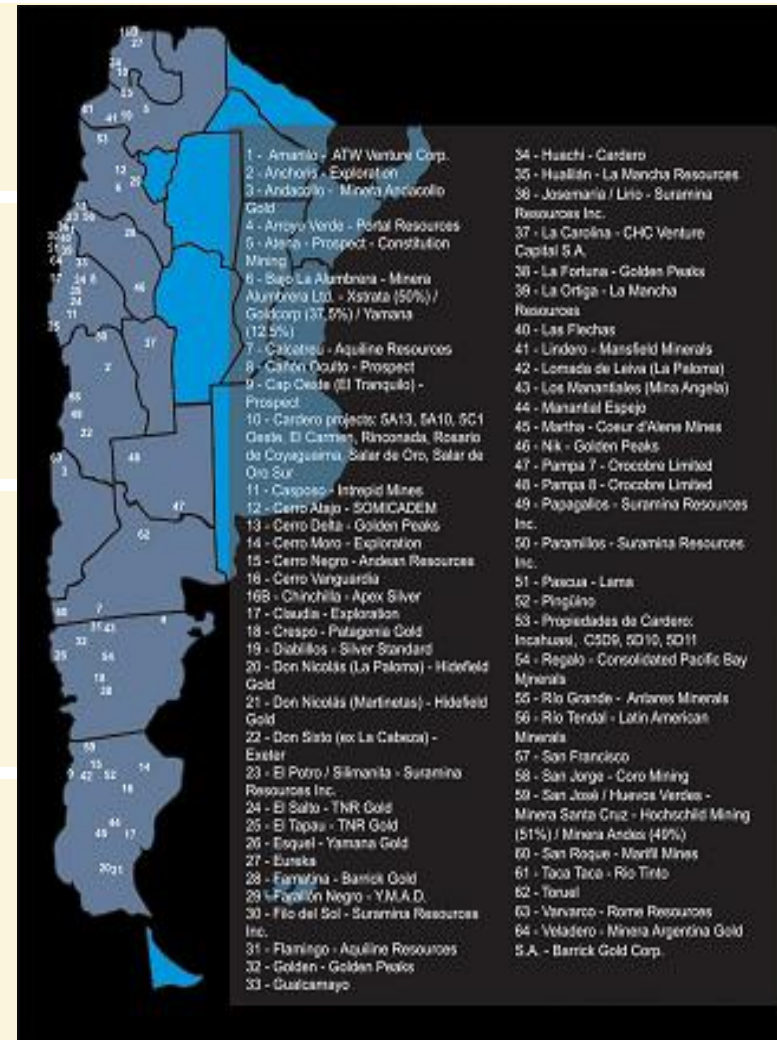 1 - Amarillo - ATW Venture Corp.
2 - Anchoris - Exploration
3 - Andacollo - Minera Andacollo
Gold
4 - Arroyo Verde - Portal Resources
5 - Atena - Prospect - Constitution
Mining
6 - Bajo La Alumbrera - Minera
Alumbrera Ltd. - Xstrata (50%) /
Goldcorp (37,5%) / Yamana
(12,5%)
7 - Calcatreu - Aquiline Resources
8 - Cañón Oculto - Prospect
9 - Cap Oeste (El Tranquilo) -
Prospect
10 - Cardero projects: 5A13, 5A10, 5C1
Oeste, El Carmen, Rinconada, Rosario
de Coyaguaima, Salar de Oro, Salar de
Oro Sur
11 - Casposo - Intrepid Mines
12 - Cerro Atajo - SOMICADEM
13 - Cerro Delta - Golden Peaks
14 - Cerro Moro - Exploration
15 - Cerro Negro - Andean Resources
16 - Cerro Vanguardia
16B - Chinchilla - Apex Silver
17 - Claudia - Exploration
18 - Crespo - Patagonia Gold
19 - Diablillos - Silver Standard
20 - Don Nicolás (La Paloma) - Hidefield
Gold
21 - Don Nicolás (Martinetas) - Hidefield
Gold
22 - Don Sixto (ex La Cabeza) -
Exeter
23 - El Potro / Silimanita - Suramina
Resources Inc.
24 - El Salto - TNR Gold
25 - El Tapau - TNR Gold
26 - Esquel - Yamana Gold
27 - Eureka
28 - Famatina - Barrick Gold
29 - Farallón Negro - Y.M.A.D.
30 - Filo del Sol - Suramina Resources
Inc.
31 - Flamingo - Aquiline Resources
32 - Golden - Golden Peaks
33 - Gualcamayo
34 - Huachi - Cardero
35 - Hualilán - La Mancha Resources
36 - Josemaría / Lirio - Suramina
Resources Inc.
37 - La Carolina - CHC Venture
Capital S.A.
38 - La Fortuna - Golden Peaks
39 - La Ortiga - La Mancha
Resources
40 - Las Flechas
41 - Lindero - Mansfield Minerals
42 - Lomada de Leiva (La Paloma)
43 - Los Manantiales (Mina Angela)
44 - Manantial Espejo
45 - Martha - Coeur d'Alene Mines
46 - Nik - Golden Peaks
47 - Pampa 7 - Orocobre Limited
48 - Pampa 8 - Orocobre Limited
49 - Papagallos - Suramina Resources
Inc.
50 - Paramillos - Suramina Resources
Inc.
51 - Pascua - Lama
52 - Pingüino
53 - Propiedades de Cardero:
Incahuasi, C5D9, 5D10, 5D11
54 - Regalo - Consolidated Pacific Bay
Minerals
55 - Río Grande - Antares Minerals
56 - Río Tendal - Latin American
Minerals
57 - San Francisco
58 - San Jorge - Coro Mining
59 - San José / Huevos Verdes -
Minera Santa Cruz - Hochschild Mining
(51%) / Minera Andes (49%)
60 - San Roque - Marifil Mines
61 - Taca Taca - Rio Tinto
62 - Teruel
63 - Varvarco - Rome Resources
64 - Veladero - Minera Argentina Gold
S.A. - Barrick Gold Corp.